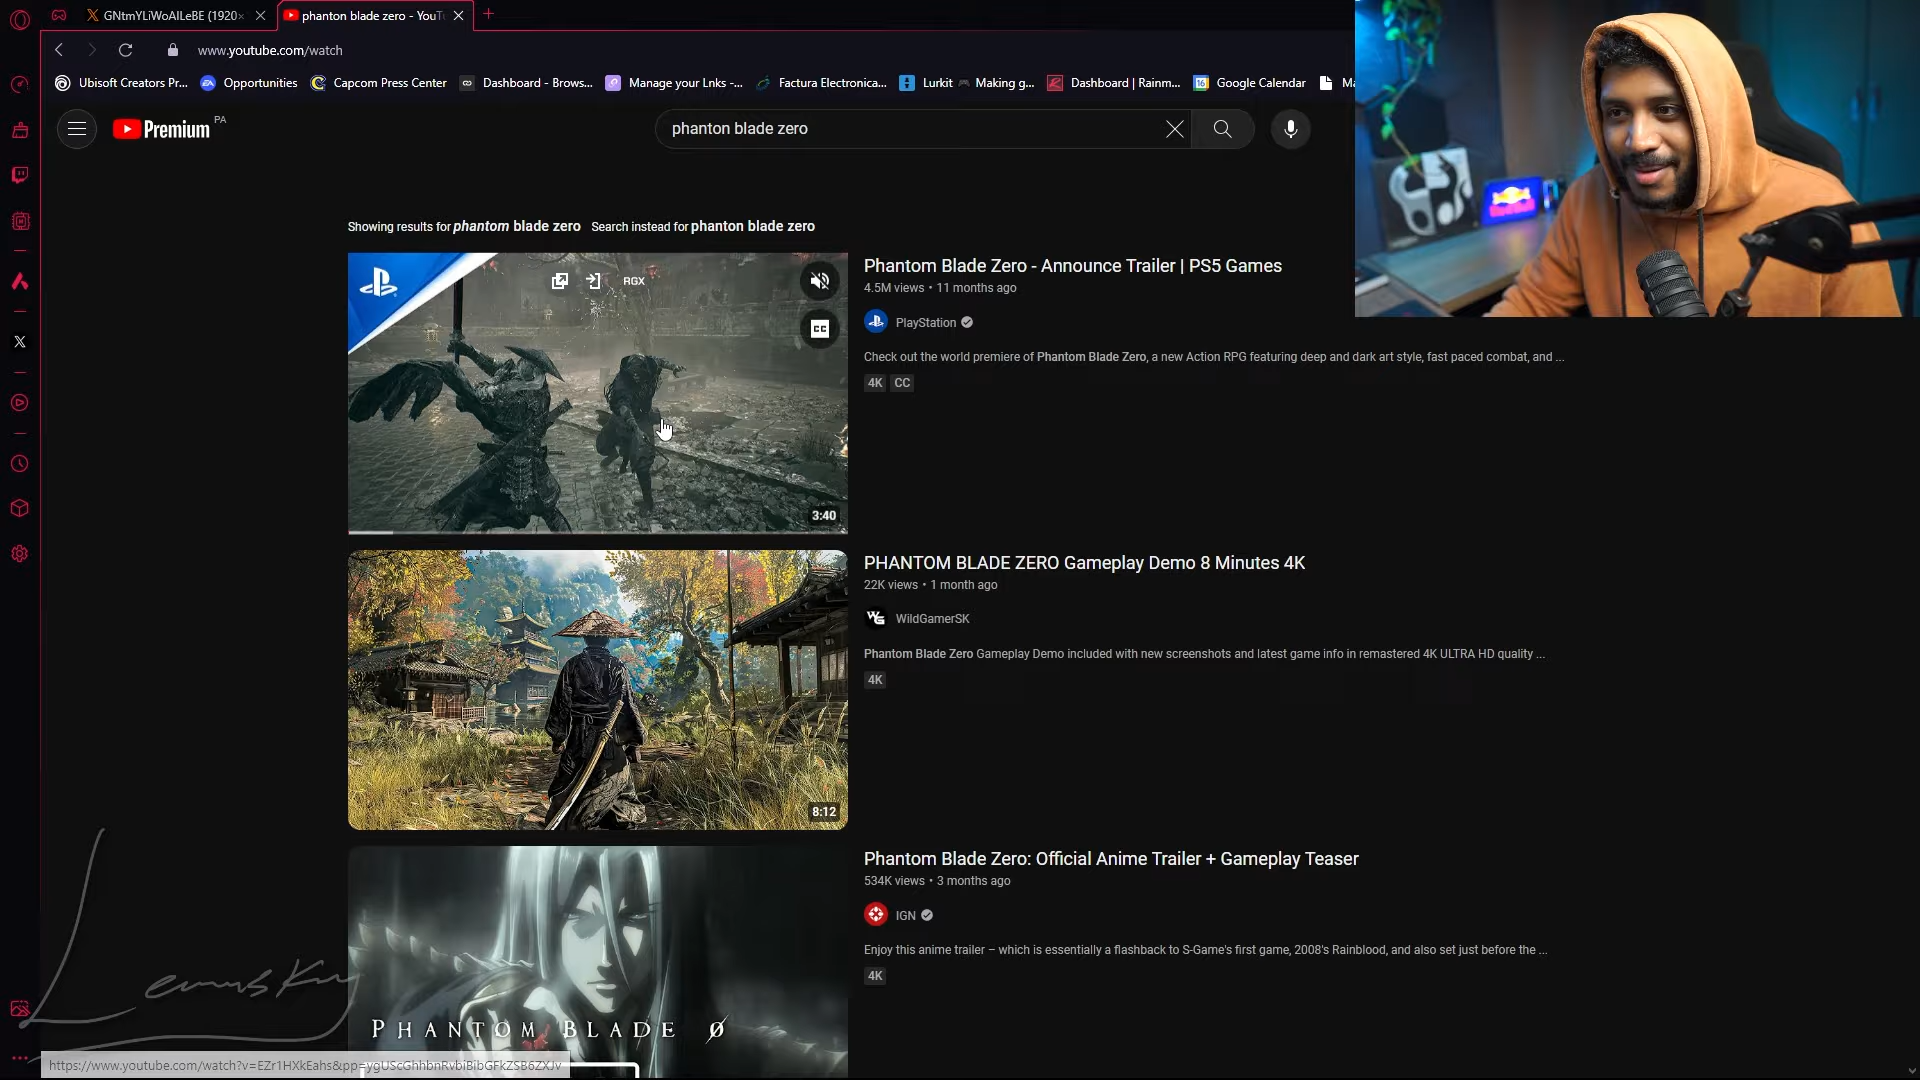 GNtmYLiWoAILeBE (1920×
phantom blade zero - YouTu
www.youtube.com/watch
Ubisoft Creators Pr...
Opportunities
Capcom Press Center
Dashboard - Brows...
Manage your Lnks -...
Factura Electronica...
Lurkit
Making g...
Dashboard | Rainm...
Google Calendar
Ma
Premium PA
phanton blade zero
Showing results for phantom blade zero Search instead for phanton blade zero
RGX
CC
3:40
Phantom Blade Zero - Announce Trailer | PS5 Games
4.5M views • 11 months ago
PlayStation
Check out the world premiere of Phantom Blade Zero, a new Action RPG featuring deep and dark art style, fast paced combat, and ...
4K CC
8:12
PHANTOM BLADE ZERO Gameplay Demo 8 Minutes 4K
22K views • 1 month ago
WildGamerSK
Phantom Blade Zero Gameplay Demo included with new screenshots and latest game info in remastered 4K ULTRA HD quality ...
4K
Phantom Blade Zero: Official Anime Trailer + Gameplay Teaser
534K views • 3 months ago
IGN
Enjoy this anime trailer – which is essentially a flashback to S-Game's first game, 2008's Rainblood, and also set just before the ...
4K
PHANTOM BLADE 0